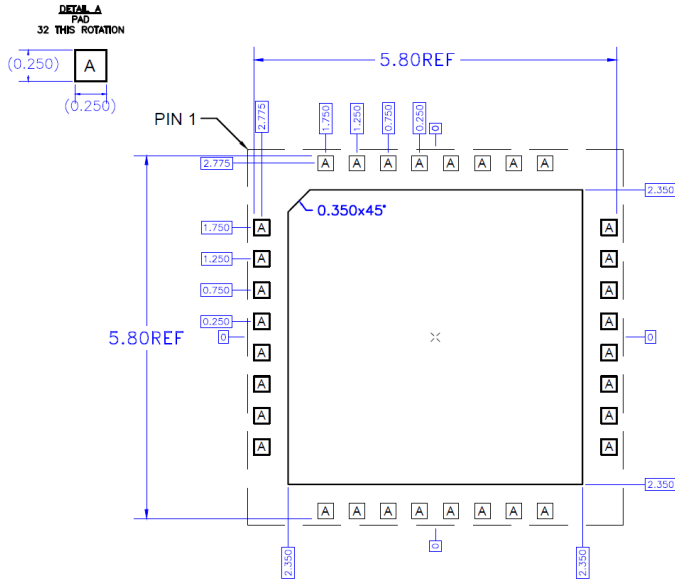 DETAIL A
PAD
32 THIS ROTATION
(0.250)
A
(0.250)
5.80REF
PIN 1
2.775
1.750
1.250
0.750
0.250
0
2.775
A A A A A A A A
2.350
0.350x45°
1.750
A
A
1.250
A
A
0.750
A
A
0.250
A
A
5.80REF
0
0
A
A
A
A
A
A
A
A
2.350
A A A A A A A A
2.350
0
2.350